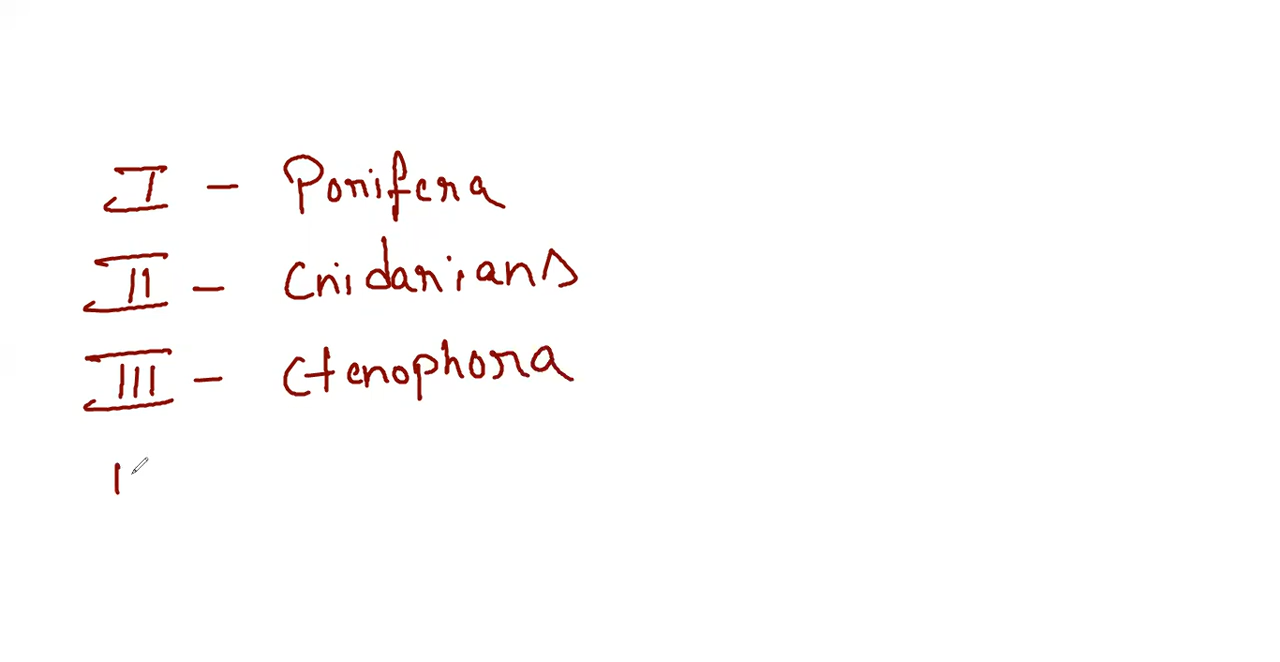 I - Porifera
II - Cnidarians
III - Ctenophora
I